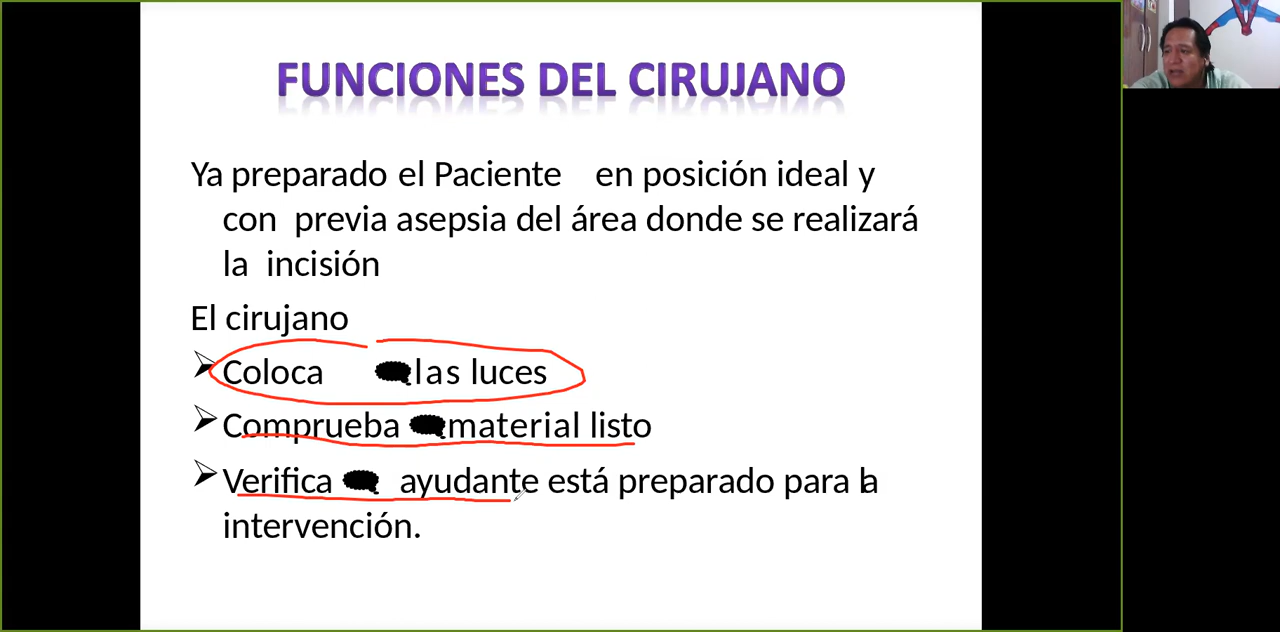 FUNCIONES DEL CIRUJANO
Ya preparado el Paciente en posición ideal y
con previa asepsia del área donde se realizará
la incisión
El cirujano
Coloca las luces
Comprueba material listo
Verifica ayudante está preparado para la
intervención.